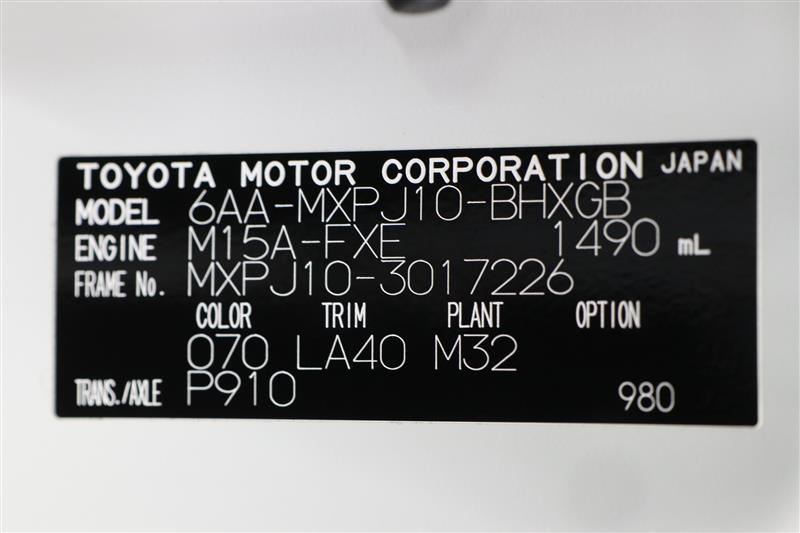 TOYOTA MOTOR CORPORATION JAPAN
MODEL 6AA-MXPJ10-BHXGB
ENGINE M15A-FXE 1490 mL
FRAME No. MXPJ10-3017226
COLOR TRIM PLANT OPTION
070 LA40 M32
TRANS./AXLE P910 980